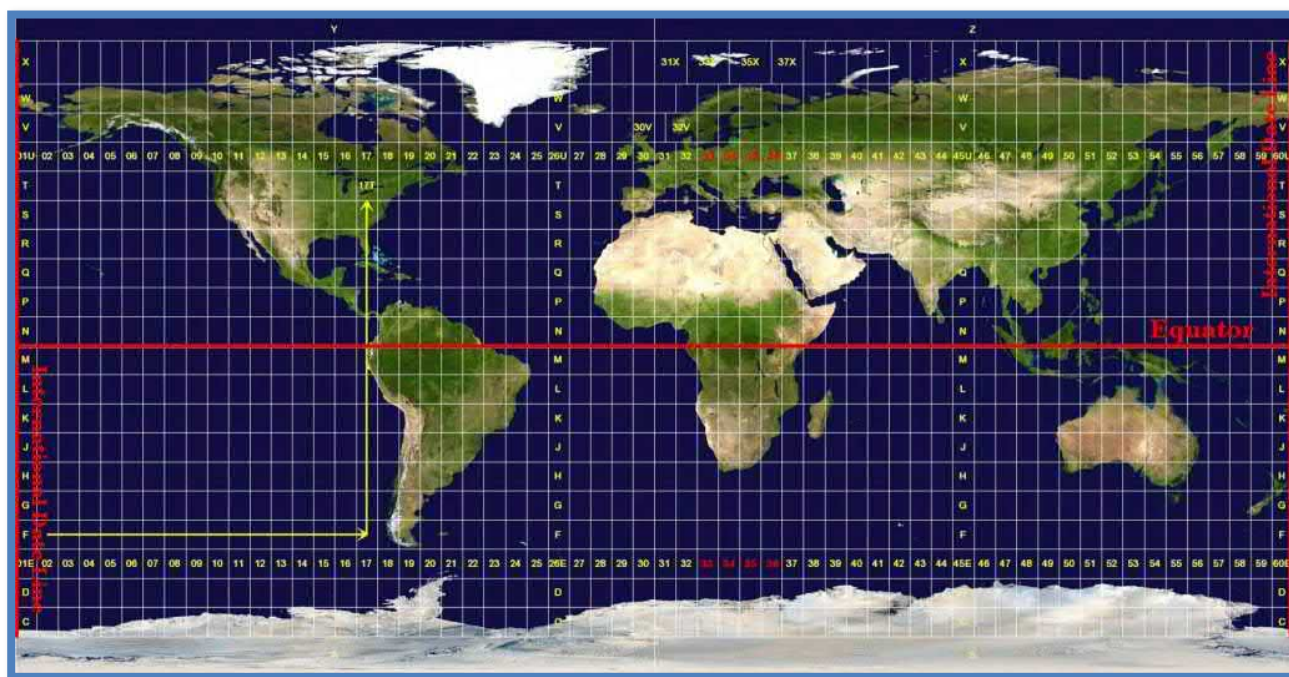 Y Z
X 31X 33X 35X 37X X X
W W W W
V V 30V 32V V V
01U 02 03 04 05 06 07 08 09 10 11 12 13 14 15 16 17 18 19 20 21 22 23 24 25 26U 27 28 29 30 31 32 33 34 35 36 37 38 39 40 41 42 43 44 45U 46 47 48 49 50 51 52 53 54 55 56 57 58 59 60U
T 17T T T T
S S S S
R R R R
Q Q Q Q
P P P P
N N N N
Equator
M M M M
L L L L
K K K K
J J J J
H H H H
G G G G
F F F F
01E 02 03 04 05 06 07 08 09 10 11 12 13 14 15 16 17 18 19 20 21 22 23 24 25 26E 27 28 29 30 31 32 33 34 35 36 37 38 39 40 41 42 43 44 45E 46 47 48 49 50 51 52 53 54 55 56 57 58 59 60E
D D D D
C C C C
International Date Line
International Date Line